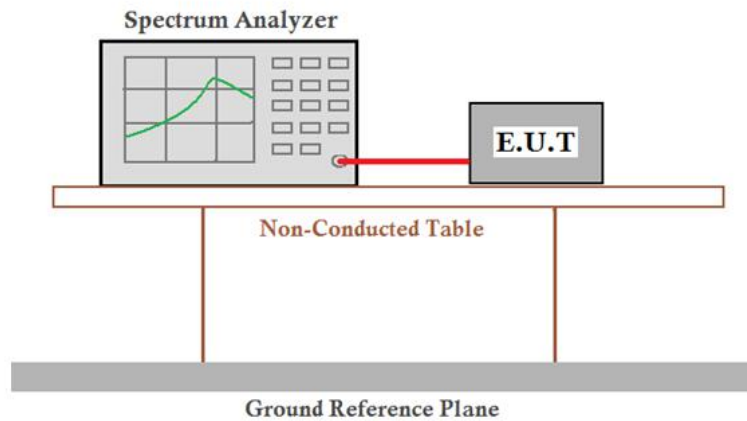 Spectrum Analyzer
E.U.T
Non-Conducted Table
Ground Reference Plane